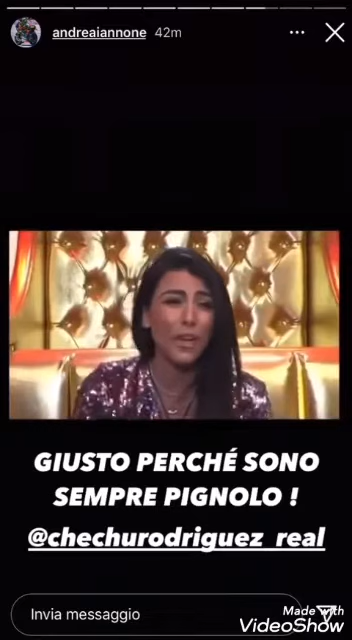 andreaiannone 42m
GIUSTO PERCHÉ SONO
SEMPRE PIGNOLO !
@chechurodriguez_real
Invia messaggio
Made with
VideoShow